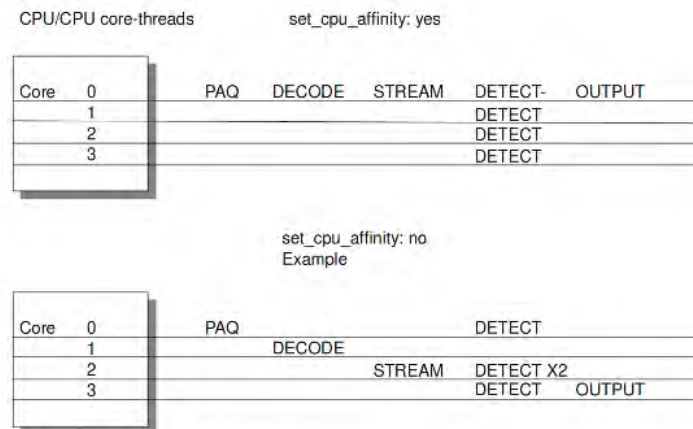 CPU/CPU core-threads set_cpu_affinity: yes
Core 0 PAQ DECODE STREAM DETECT- OUTPUT
1 DETECT
2 DETECT
3 DETECT
set_cpu_affinity: no
Example
Core 0 PAQ DETECT
1 DECODE
2 STREAM DETECT X2
3 DETECT OUTPUT